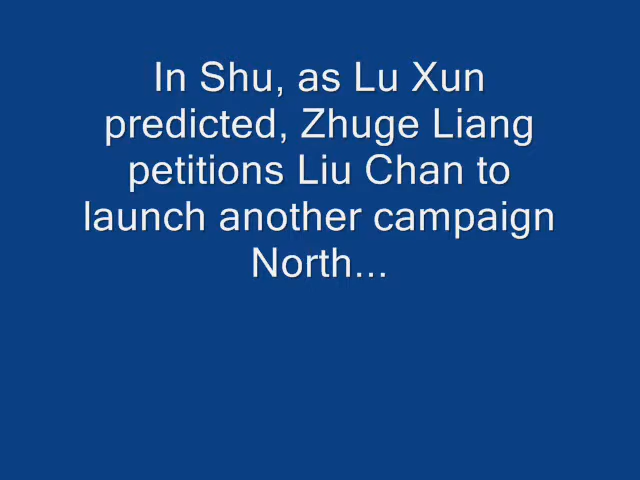 In Shu, as Lu Xun
predicted, Zhuge Liang
petitions Liu Chan to
launch another campaign
North...